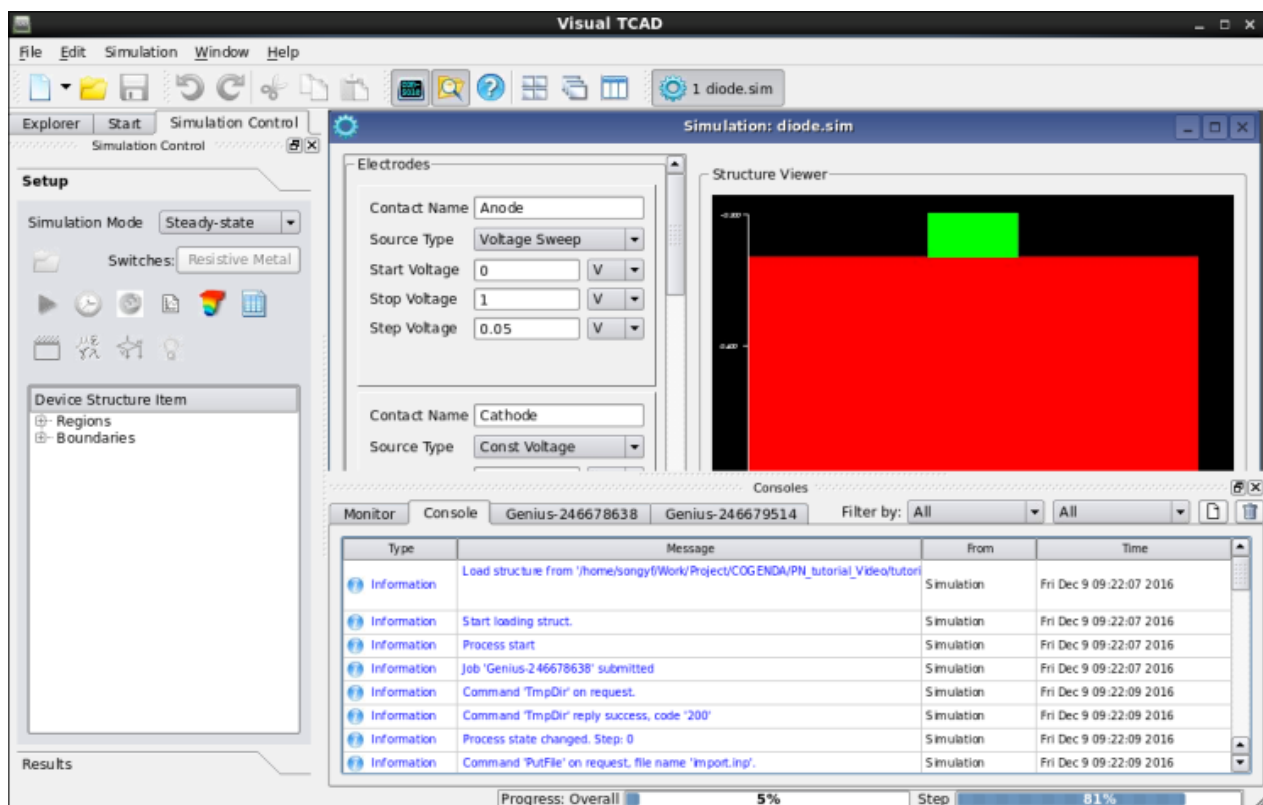 Visual TCAD
File Edit Simulation Window Help
1 diode.sim
Explorer Start Simulation Control
Simulation Control
Setup
Simulation Mode Steady-state
Switches: Resistive Metal
Device Structure Item
Regions
Boundaries
Results
Simulation: diode.sim
Electrodes
Contact Name Anode
Source Type Voltage Sweep
Start Voltage 0 V
Stop Voltage 1 V
Step Voltage 0.05 V
Contact Name Cathode
Source Type Const Voltage
Structure Viewer
Consoles
Monitor Console Genius-246678638 Genius-246679514 Filter by: All All
Type Message From Time
Information Load structure from '/home/songyf/Work/Project/COGENDA/PN_tutorial_Video/tutori Simulation Fri Dec 9 09:22:07 2016
Information Start loading struct. Simulation Fri Dec 9 09:22:07 2016
Information Process start Simulation Fri Dec 9 09:22:07 2016
Information Job 'Genius-246678638' submitted Simulation Fri Dec 9 09:22:07 2016
Information Command 'TmpDir' on request. Simulation Fri Dec 9 09:22:09 2016
Information Command 'TmpDir' reply success, code '200' Simulation Fri Dec 9 09:22:09 2016
Information Process state changed. Step: 0 Simulation Fri Dec 9 09:22:09 2016
Information Command 'PutFile' on request, file name 'import.inp'. Simulation Fri Dec 9 09:22:09 2016
Progress: Overall 5% Step 81%